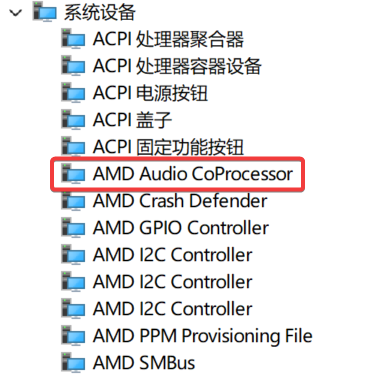 系统设备
ACPI 处理器聚合器
ACPI 处理器容器设备
ACPI 电源按钮
ACPI 盖子
ACPI 固定功能按钮
AMD Audio CoProcessor
AMD Crash Defender
AMD GPIO Controller
AMD I2C Controller
AMD I2C Controller
AMD I2C Controller
AMD PPM Provisioning File
AMD SMBus